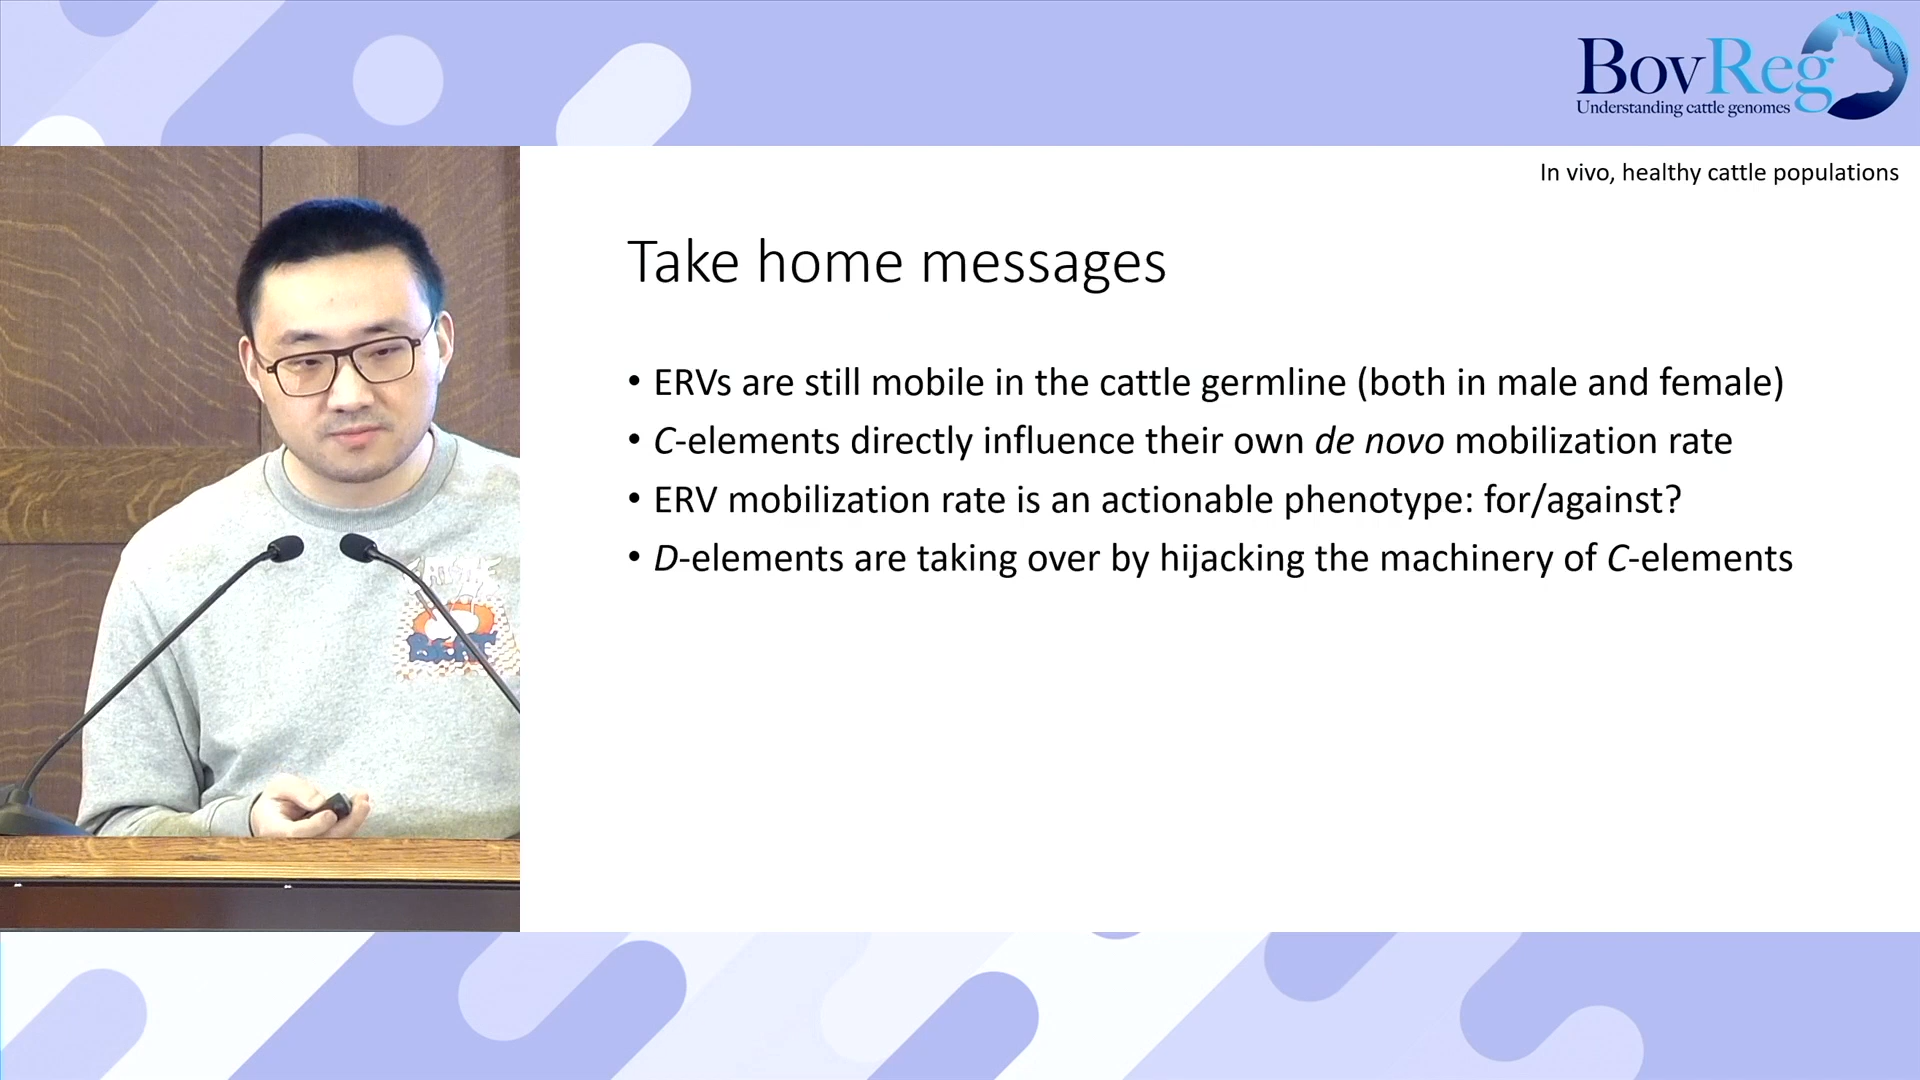 BovReg
Understanding cattle genomes
In vivo, healthy cattle populations
Take home messages
• ERVs are still mobile in the cattle germline (both in male and female)
• C-elements directly influence their own de novo mobilization rate
• ERV mobilization rate is an actionable phenotype: for/against?
• D-elements are taking over by hijacking the machinery of C-elements